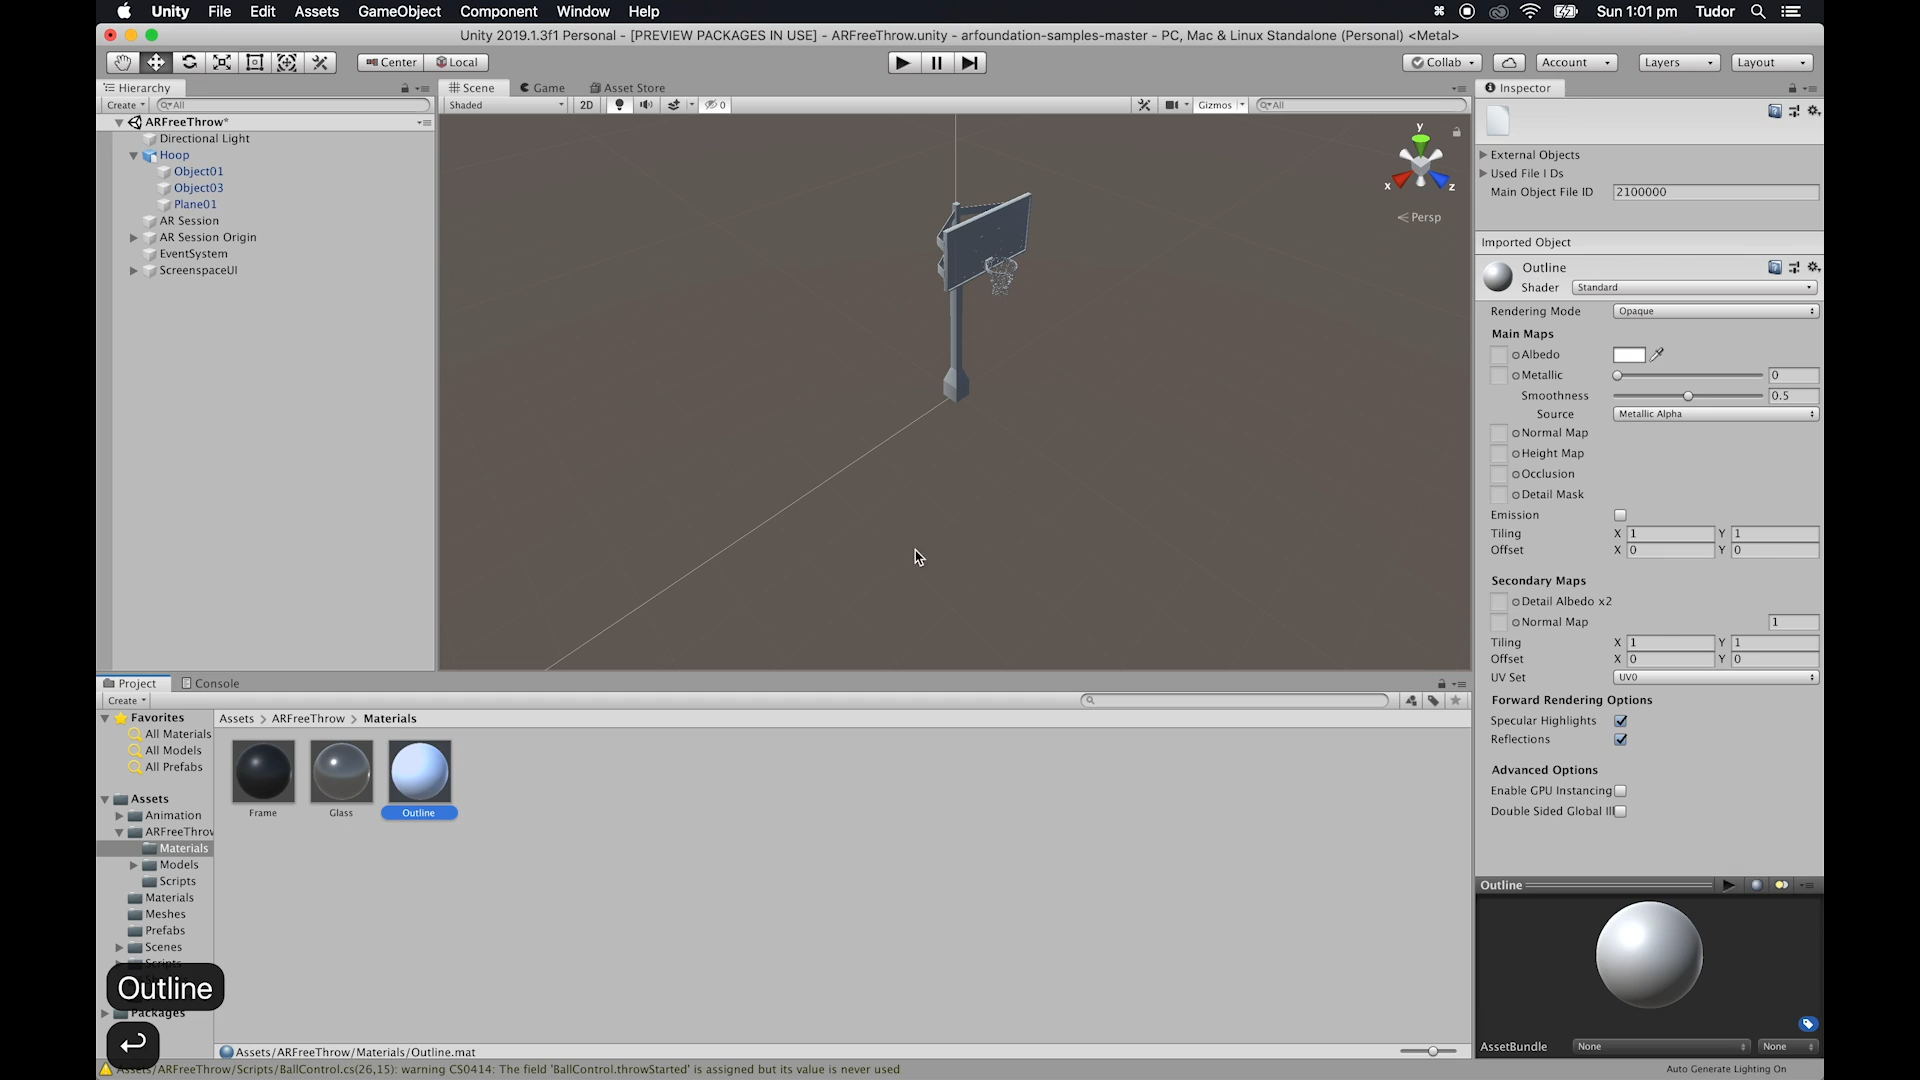 Unity File Edit Assets GameObject Component Window Help Sun 1:01 pm Tudor
Unity 2019.1.3f1 Personal - [PREVIEW PACKAGES IN USE] - ARFreeThrow.unity - arfoundation-samples-master - PC, Mac & Linux Standalone (Personal) <Metal>
Center Local Collab Account Layers Layout
Hierarchy Scene Game Asset Store Inspector
Create All Shaded 2D 0 Gizmos All
ARFreeThrow*
Directional Light
Hoop
Object01
Object03
Plane01
AR Session
AR Session Origin
EventSystem
ScreenspaceUI
y
x z
Persp
External Objects
Used File I Ds
Main Object File ID 2100000
Imported Object
Outline
Shader Standard
Rendering Mode Opaque
Main Maps
Albedo
Metallic 0
Smoothness 0.5
Source Metallic Alpha
Normal Map
Height Map
Occlusion
Detail Mask
Emission
Tiling X 1 Y 1
Offset X 0 Y 0
Secondary Maps
Detail Albedo x2
Normal Map 1
Tiling X 1 Y 1
Offset X 0 Y 0
UV Set UV0
Forward Rendering Options
Specular Highlights
Reflections
Advanced Options
Enable GPU Instancing
Double Sided Global Ill
Project Console
Create
Favorites
All Materials
All Models
All Prefabs
Assets
Animation
ARFreeThrow
Materials
Models
Scripts
Materials
Meshes
Prefabs
Scenes
Scripts
Packages
Assets > ARFreeThrow > Materials
Frame Glass Outline
Outline
Outline
Assets/ARFreeThrow/Materials/Outline.mat
AssetBundle None None
Assets/ARFreeThrow/Scripts/BallControl.cs(26,15): warning CS0414: The field 'BallControl.throwStarted' is assigned but its value is never used
Auto Generate Lighting On